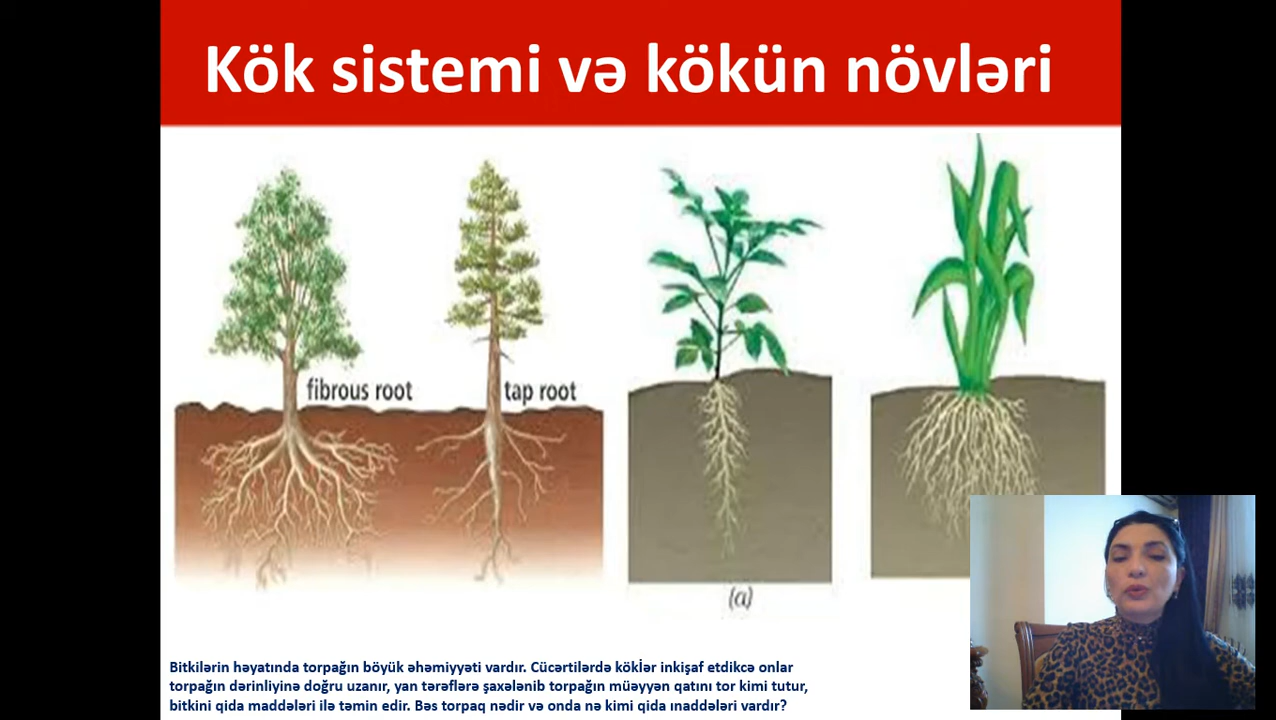 Kök sistemi və kökün növləri
fibrous root
tap root
(a)
Bitkilərin həyatında torpağın böyük əhəmiyyəti vardır. Cücərtilərdə köklər inkişaf etdikcə onlar
torpağın dərinliyinə doğru uzanır, yan tərəflərə şaxələnib torpağın müəyyən qatını tor kimi tutur,
bitkini qida maddələri ilə təmin edir. Bəs torpaq nədir və onda nə kimi qida ınaddələri vardır?